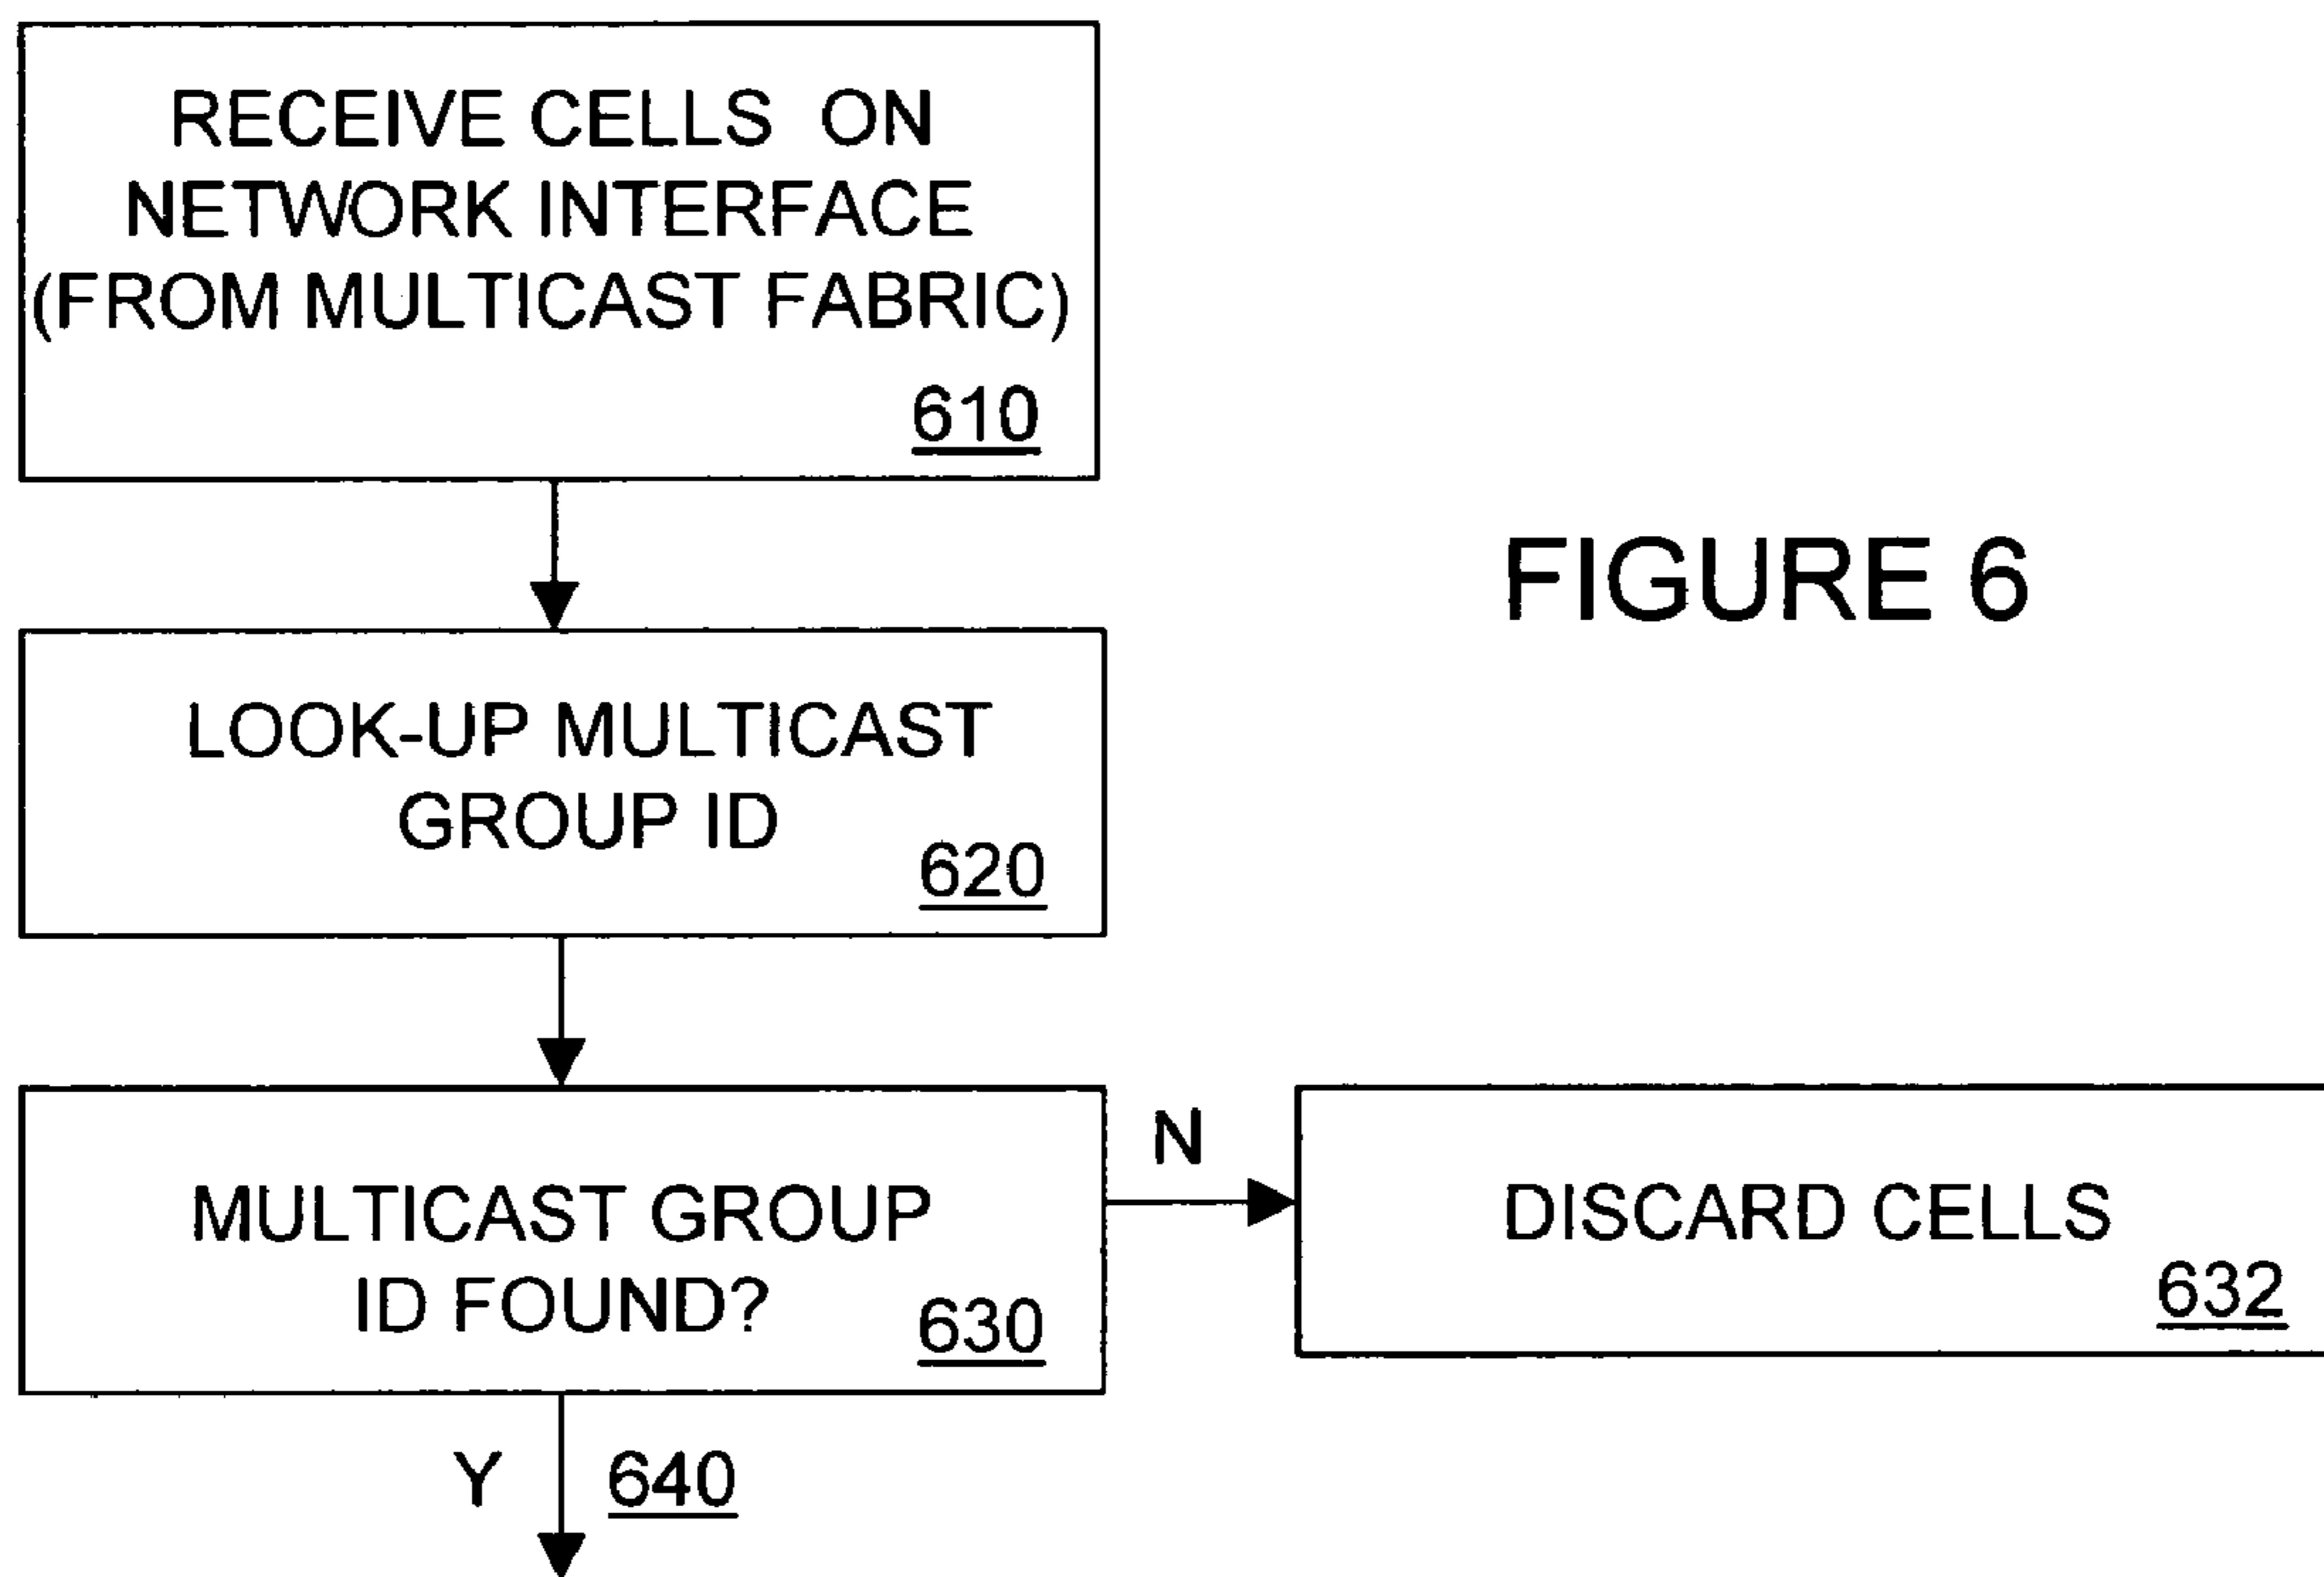 RECEIVE CELLS ON
NETWORK INTERFACE
(FROM MULTICAST FABRIC)
610
FIGURE 6
LOOK-UP MULTICAST
GROUP ID
620
MULTICAST GROUP
ID FOUND?
630
N
DISCARD CELLS
632
Y
640